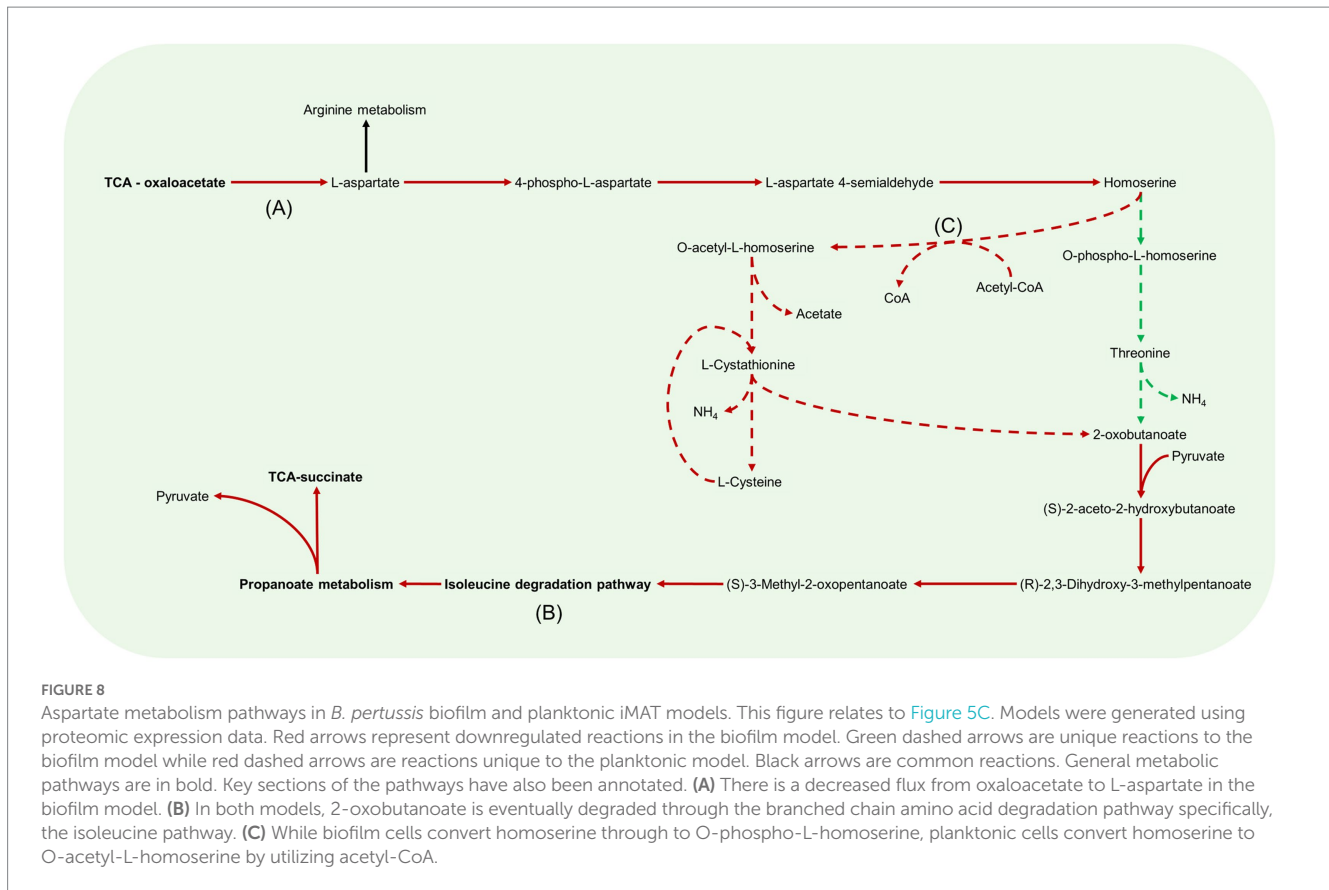 Arginine metabolism
TCA - oxaloacetate
L-aspartate
4-phospho-L-aspartate
L-aspartate 4-semialdehyde
Homoserine
(A)
(C)
O-acetyl-L-homoserine
O-phospho-L-homoserine
CoA
Acetyl-CoA
Acetate
Threonine
L-Cystathionine
NH4
NH4
2-oxobutanoate
Pyruvate
TCA-succinate
L-Cysteine
Pyruvate
(S)-2-aceto-2-hydroxybutanoate
Propanoate metabolism
Isoleucine degradation pathway
(S)-3-Methyl-2-oxopentanoate
(R)-2,3-Dihydroxy-3-methylpentanoate
(B)
FIGURE 8
Aspartate metabolism pathways in B. pertussis biofilm and planktonic iMAT models. This figure relates to Figure 5C. Models were generated using
proteomic expression data. Red arrows represent downregulated reactions in the biofilm model. Green dashed arrows are unique reactions to the
biofilm model while red dashed arrows are reactions unique to the planktonic model. Black arrows are common reactions. General metabolic
pathways are in bold. Key sections of the pathways have also been annotated. (A) There is a decreased flux from oxaloacetate to L-aspartate in the
biofilm model. (B) In both models, 2-oxobutanoate is eventually degraded through the branched chain amino acid degradation pathway specifically,
the isoleucine pathway. (C) While biofilm cells convert homoserine through to O-phospho-L-homoserine, planktonic cells convert homoserine to
O-acetyl-L-homoserine by utilizing acetyl-CoA.